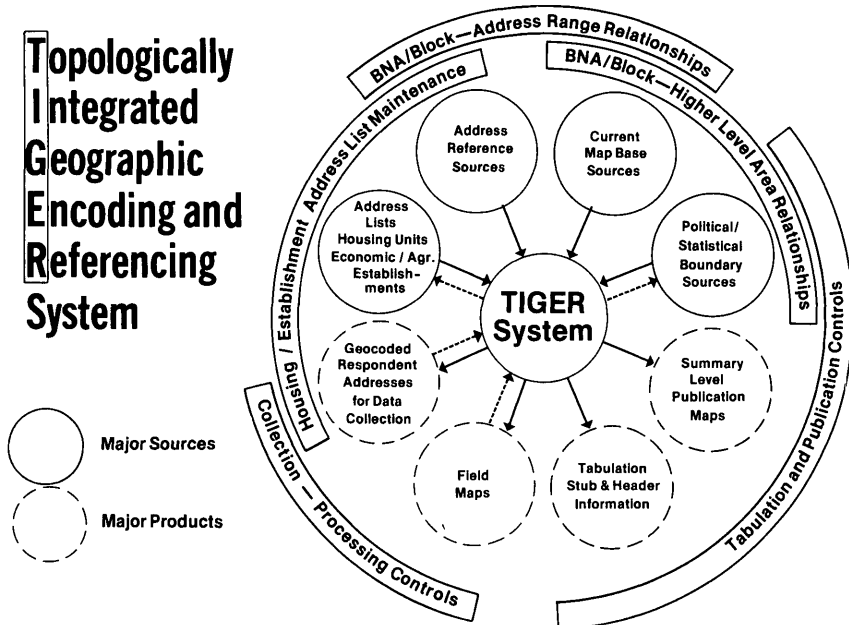 Topologically
Integrated
Geographic
Encoding and
Referencing
System
BNA/Block—Address Range Relationships
BNA/Block—Higher Level Area Relationships
Housing / Establishment Address List Maintenance
Collection — Processing Controls
Tabulation and Publication Controls
Address
Reference
Sources
Current
Map Base
Sources
Address
Lists
Housing Units
Economic / Agr.
Establish-
ments
Political/
Statistical
Boundary
Sources
TIGER
System
Geocoded
Respondent
Addresses
for Data
Collection
Summary
Level
Publication
Maps
Field
Maps
Tabulation
Stub & Header
Information
Major Sources
Major Products